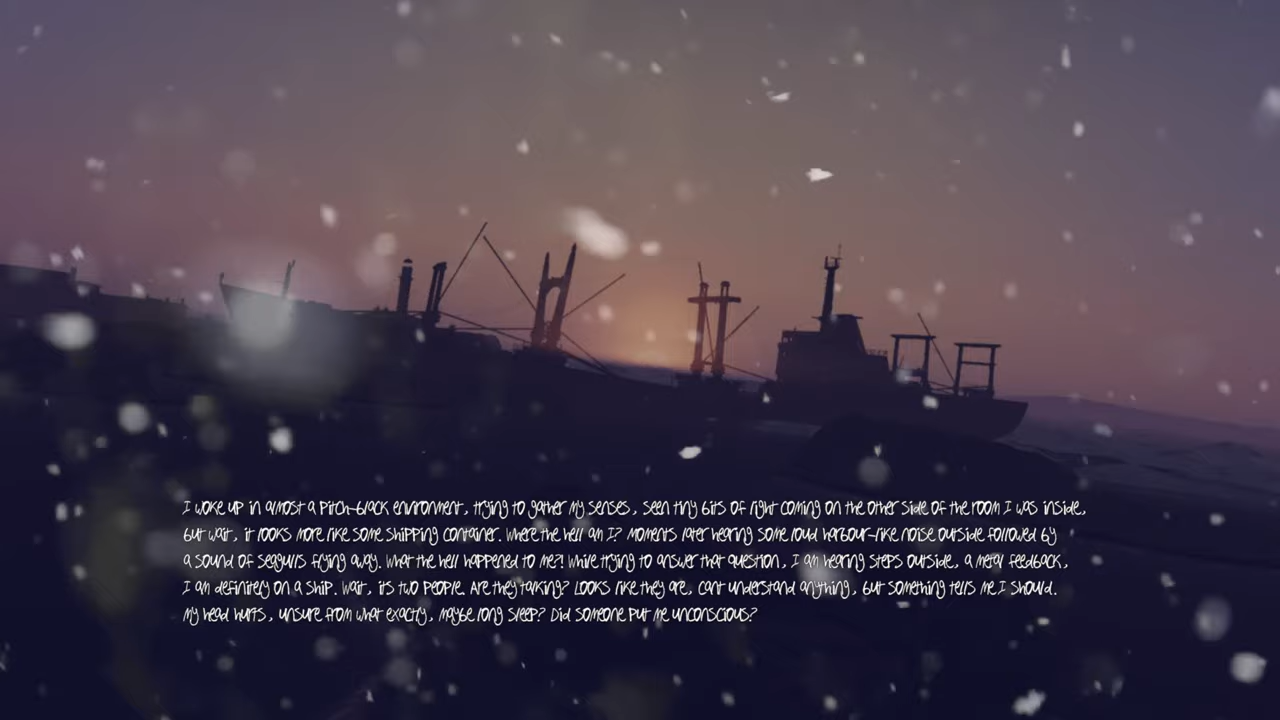 I woke up in almost a pitch-black environment, trying to gather my senses, seen tiny bits of light coming on the other side of the room I was inside,
but wait, it looks more like some shipping container. Where the hell am I? Moments later hearing some loud harbour-like noise outside followed by
a sound of seagulls flying away. What the hell happened to me?! While trying to answer that question, I am hearing steps outside, a metal feedback,
I am definitely on a ship. Wait, its two people. Are they talking? Looks like they are, cant understand anything, but something tells me I should.
My head hurts, unsure from what exactly, maybe long sleep? Did someone put me unconscious?